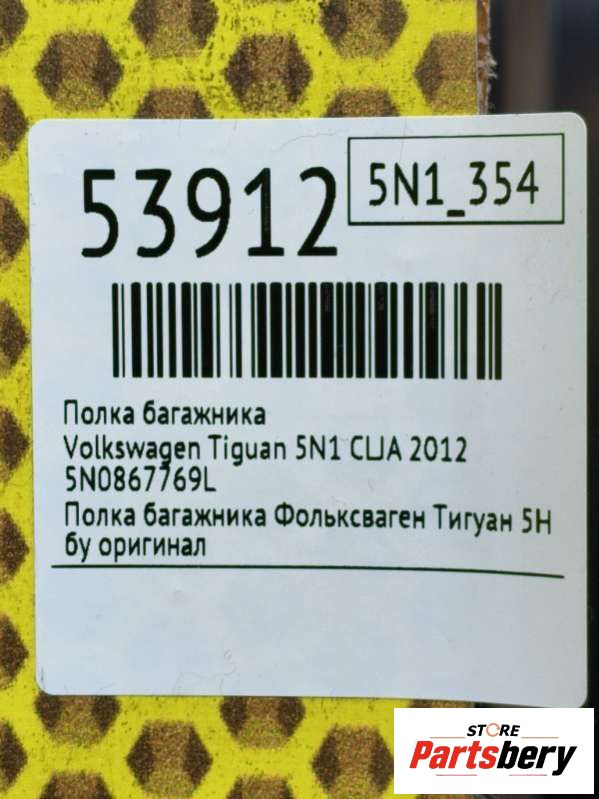 53912
5N1_354
Полка багажника
Volkswagen Tiguan 5N1 CLJA 2012
5N0867769L
Полка багажника Фольксваген Тигуан 5Н
бу оригинал
STORE
Partsbery